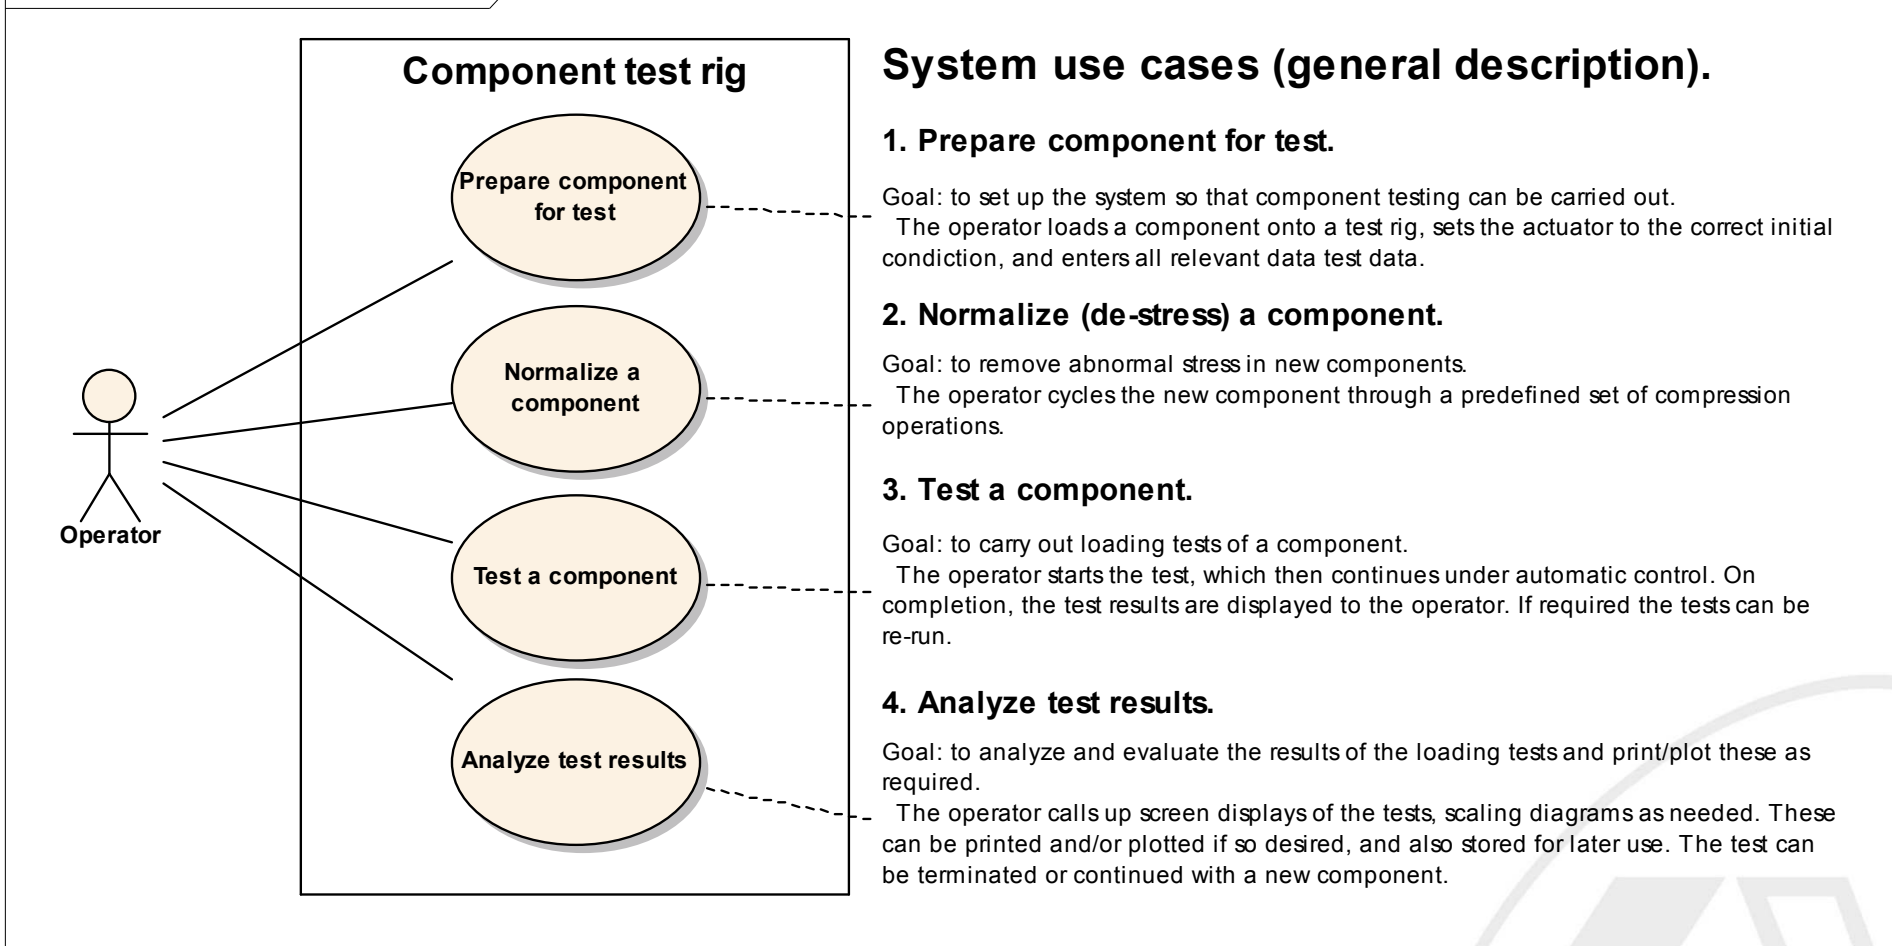 Component test rig
Prepare component
for test
Normalize a
component
Test a component
Analyze test results
Operator
System use cases (general description).
1. Prepare component for test.
Goal: to set up the system so that component testing can be carried out.
The operator loads a component onto a test rig, sets the actuator to the correct initial
condiction, and enters all relevant data test data.
2. Normalize (de-stress) a component.
Goal: to remove abnormal stress in new components.
The operator cycles the new component through a predefined set of compression
operations.
3. Test a component.
Goal: to carry out loading tests of a component.
The operator starts the test, which then continues under automatic control. On
completion, the test results are displayed to the operator. If required the tests can be
re-run.
4. Analyze test results.
Goal: to analyze and evaluate the results of the loading tests and print/plot these as
required.
The operator calls up screen displays of the tests, scaling diagrams as needed. These
can be printed and/or plotted if so desired, and also stored for later use. The test can
be terminated or continued with a new component.